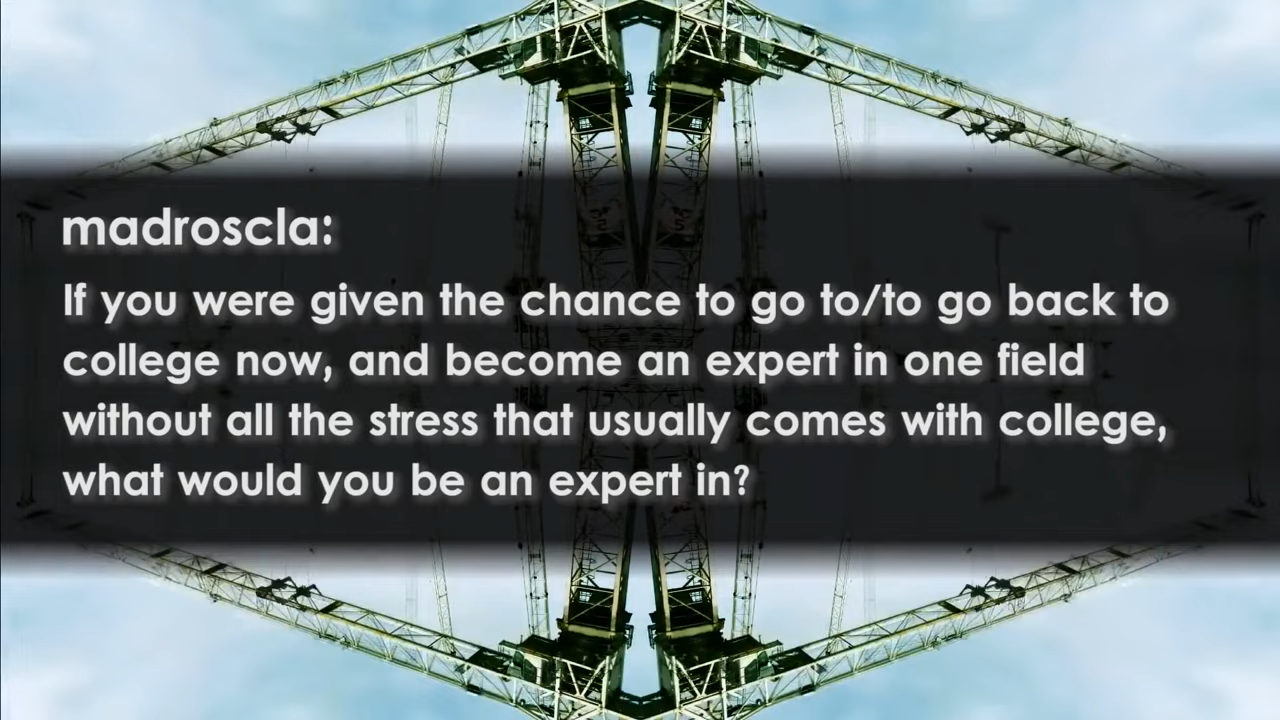 madroscla:
If you were given the chance to go to/to go back to
college now, and become an expert in one field
without all the stress that usually comes with college,
what would you be an expert in?